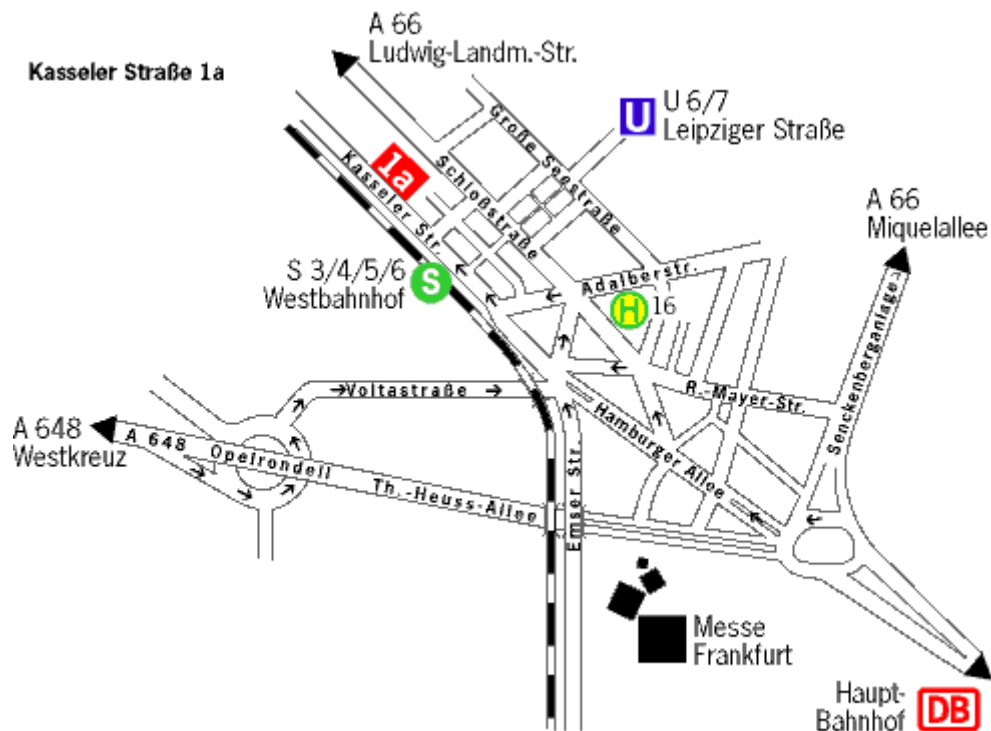 Kasseler Straße 1a
A 66
Ludwig-Landm.-Str.
U
U 6/7
Leipziger Straße
Große Seestraße
1a
Schloßstraße
Kasseler Str.
A 66
Miquelallee
S 3/4/5/6
Westbahnhof
S
Adalberstr.
H
16
Voltastraße
R.-Mayer-Str.
Senckenberganlage
Hamburger Allee
A 648
Westkreuz
A 648
Opelrondell
Th.-Heuss-Allee
Emser Str.
Messe
Frankfurt
Haupt-
Bahnhof
DB